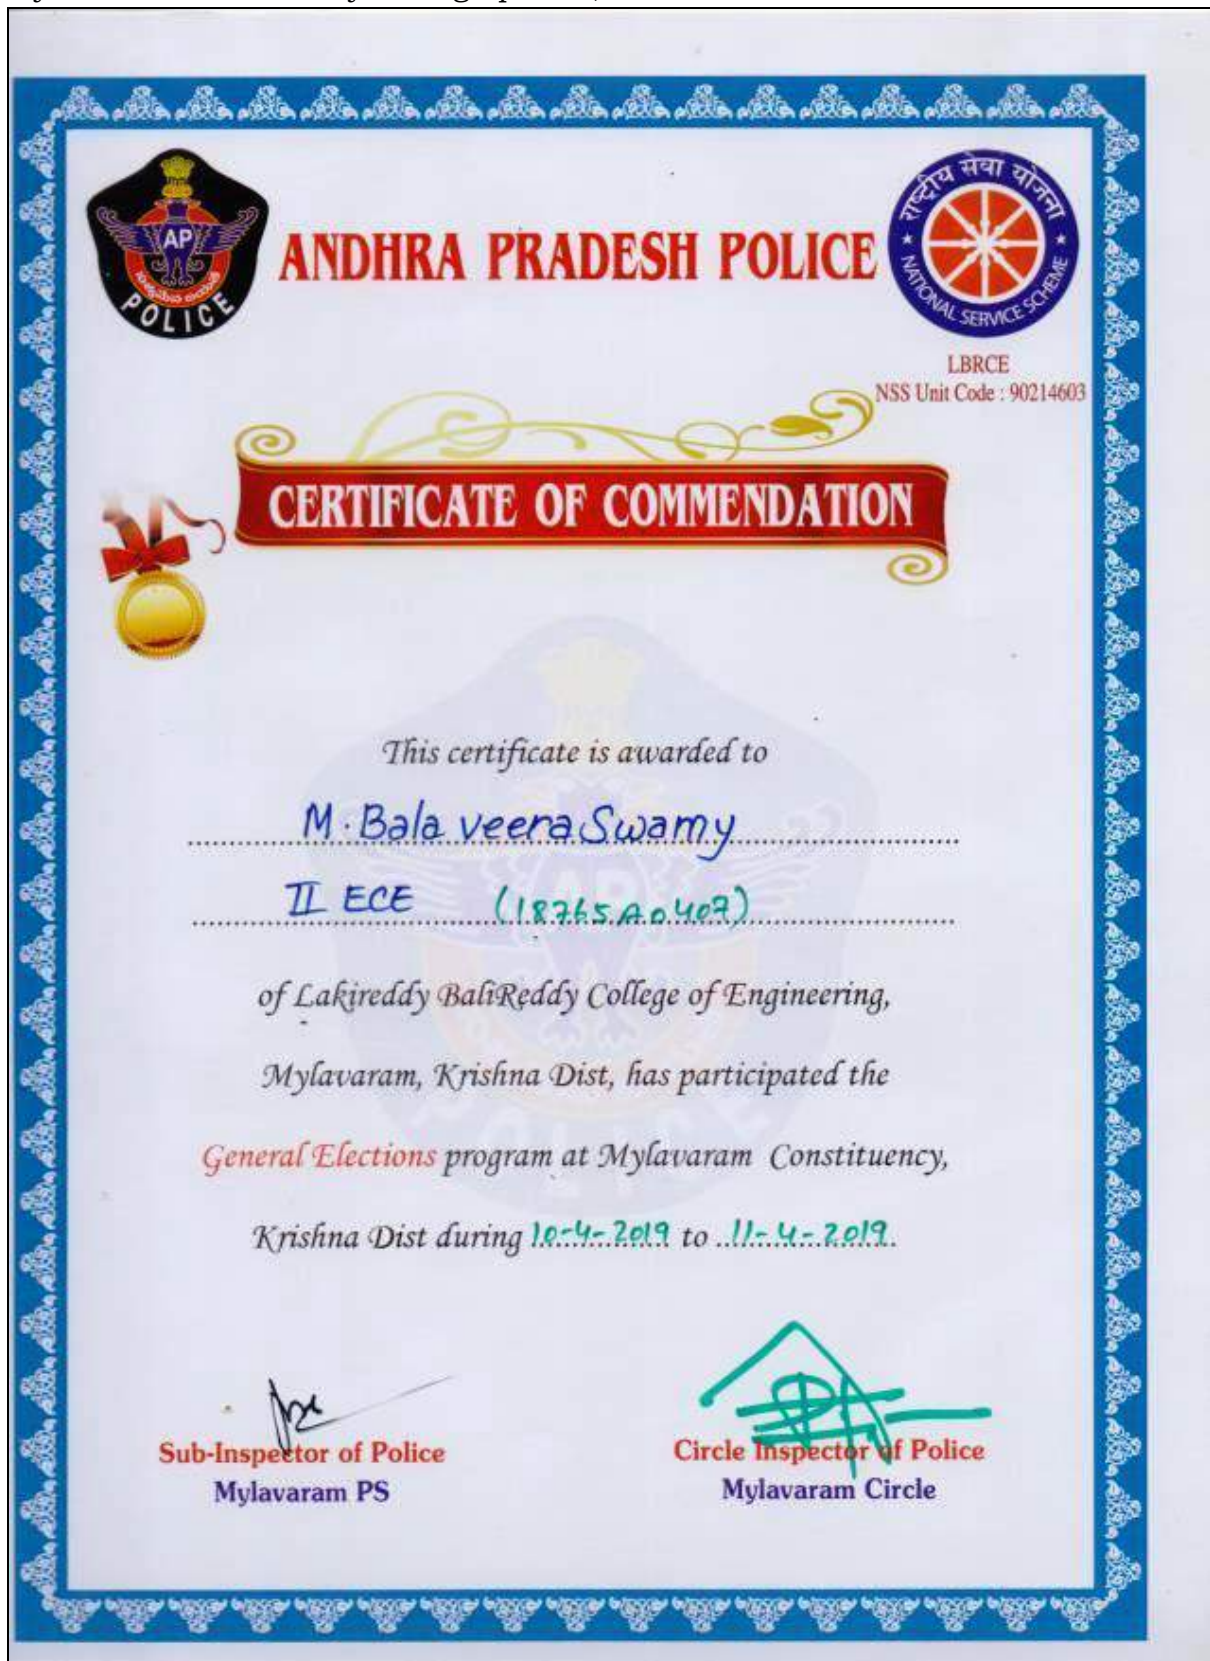 ANDHRA PRADESH POLICE
AP
POLICE
राष्ट्रीय सेवा योजना
NATIONAL SERVICE SCHEME
LBRCE
NSS Unit Code : 90214603
CERTIFICATE OF COMMENDATION
This certificate is awarded to
M. Bala veera Swamy
II ECE (18765A0407)
of Lakireddy BaliReddy College of Engineering,
Mylavaram, Krishna Dist, has participated the
General Elections program at Mylavaram Constituency,
Krishna Dist during 10-4-2019 to 11-4-2019
Sub-Inspector of Police
Mylavaram PS
Circle Inspector of Police
Mylavaram Circle